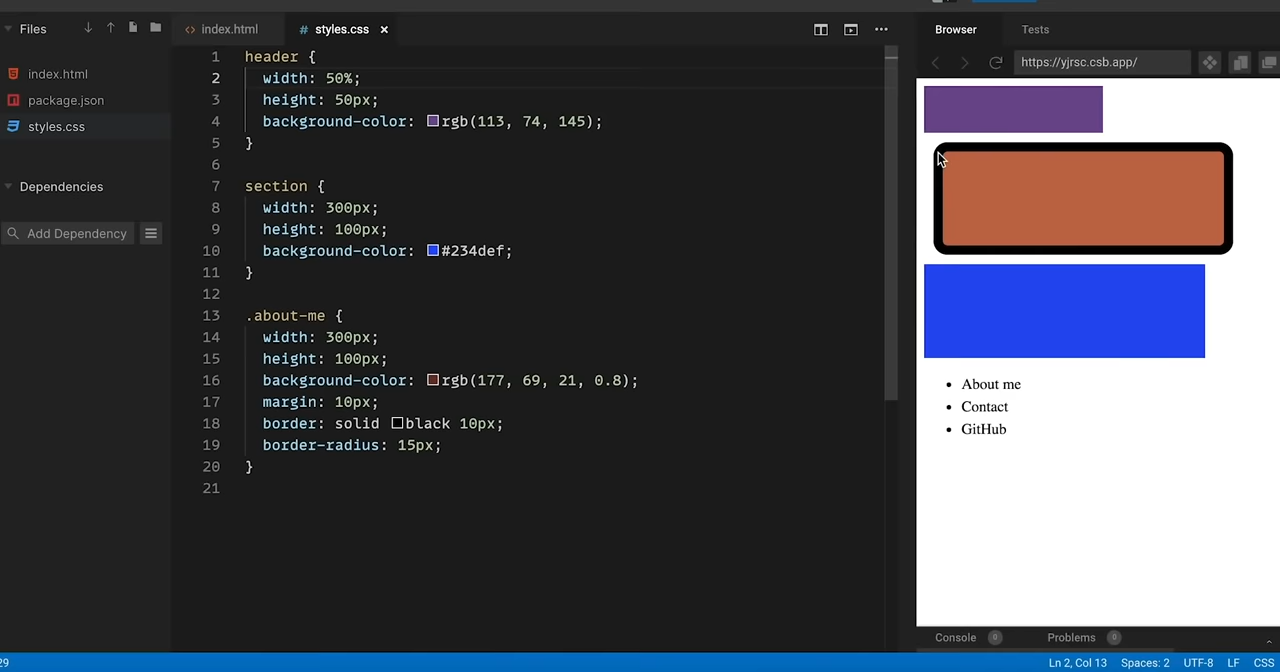 Files
index.html
package.json
styles.css
Dependencies
Add Dependency
index.html
styles.css
1 header {
2 width: 50%;
3 height: 50px;
4 background-color: rgb(113, 74, 145);
5 }
6
7 section {
8 width: 300px;
9 height: 100px;
10 background-color: #234def;
11 }
12
13 .about-me {
14 width: 300px;
15 height: 100px;
16 background-color: rgb(177, 69, 21, 0.8);
17 margin: 10px;
18 border: solid black 10px;
19 border-radius: 15px;
20 }
21
Browser Tests
https://yjrsc.csb.app/
• About me
• Contact
• GitHub
Console 0 Problems 0
29 Ln 2, Col 13 Spaces: 2 UTF-8 LF CSS